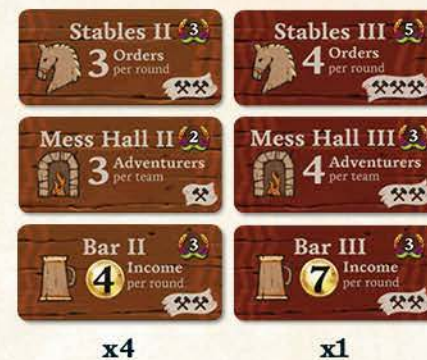 Stables II 3
3 Orders
per round
Stables III 5
4 Orders
per round
Mess Hall II 2
3 Adventurers
per team
Mess Hall III 3
4 Adventurers
per team
Bar II 3
4 Income
per round
Bar III 3
7 Income
per round
x4
x1